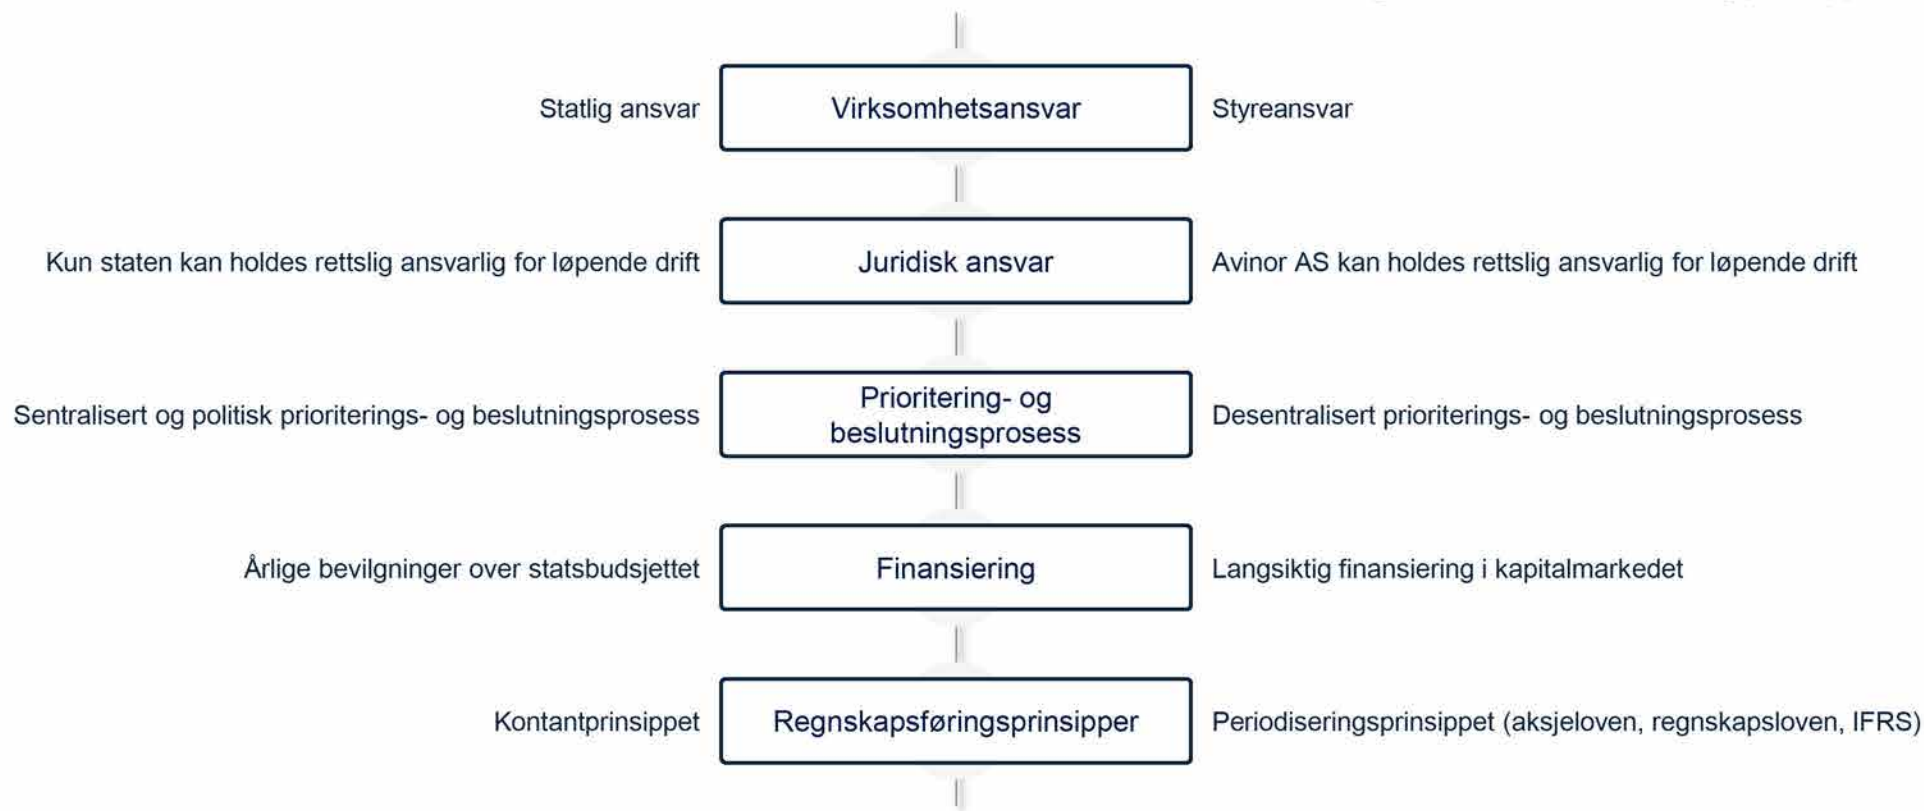 Statlig ansvar
Virksomhetsansvar
Styreansvar
Kun staten kan holdes rettslig ansvarlig for løpende drift
Juridisk ansvar
Avinor AS kan holdes rettslig ansvarlig for løpende drift
Sentralisert og politisk prioriterings- og beslutningsprosess
Prioritering- og
beslutningsprosess
Desentralisert prioriterings- og beslutningsprosess
Årlige bevilgninger over statsbudsjettet
Finansiering
Langsiktig finansiering i kapitalmarkedet
Kontantprinsippet
Regnskapsføringsprinsipper
Periodiseringsprinsippet (aksjeloven, regnskapsloven, IFRS)